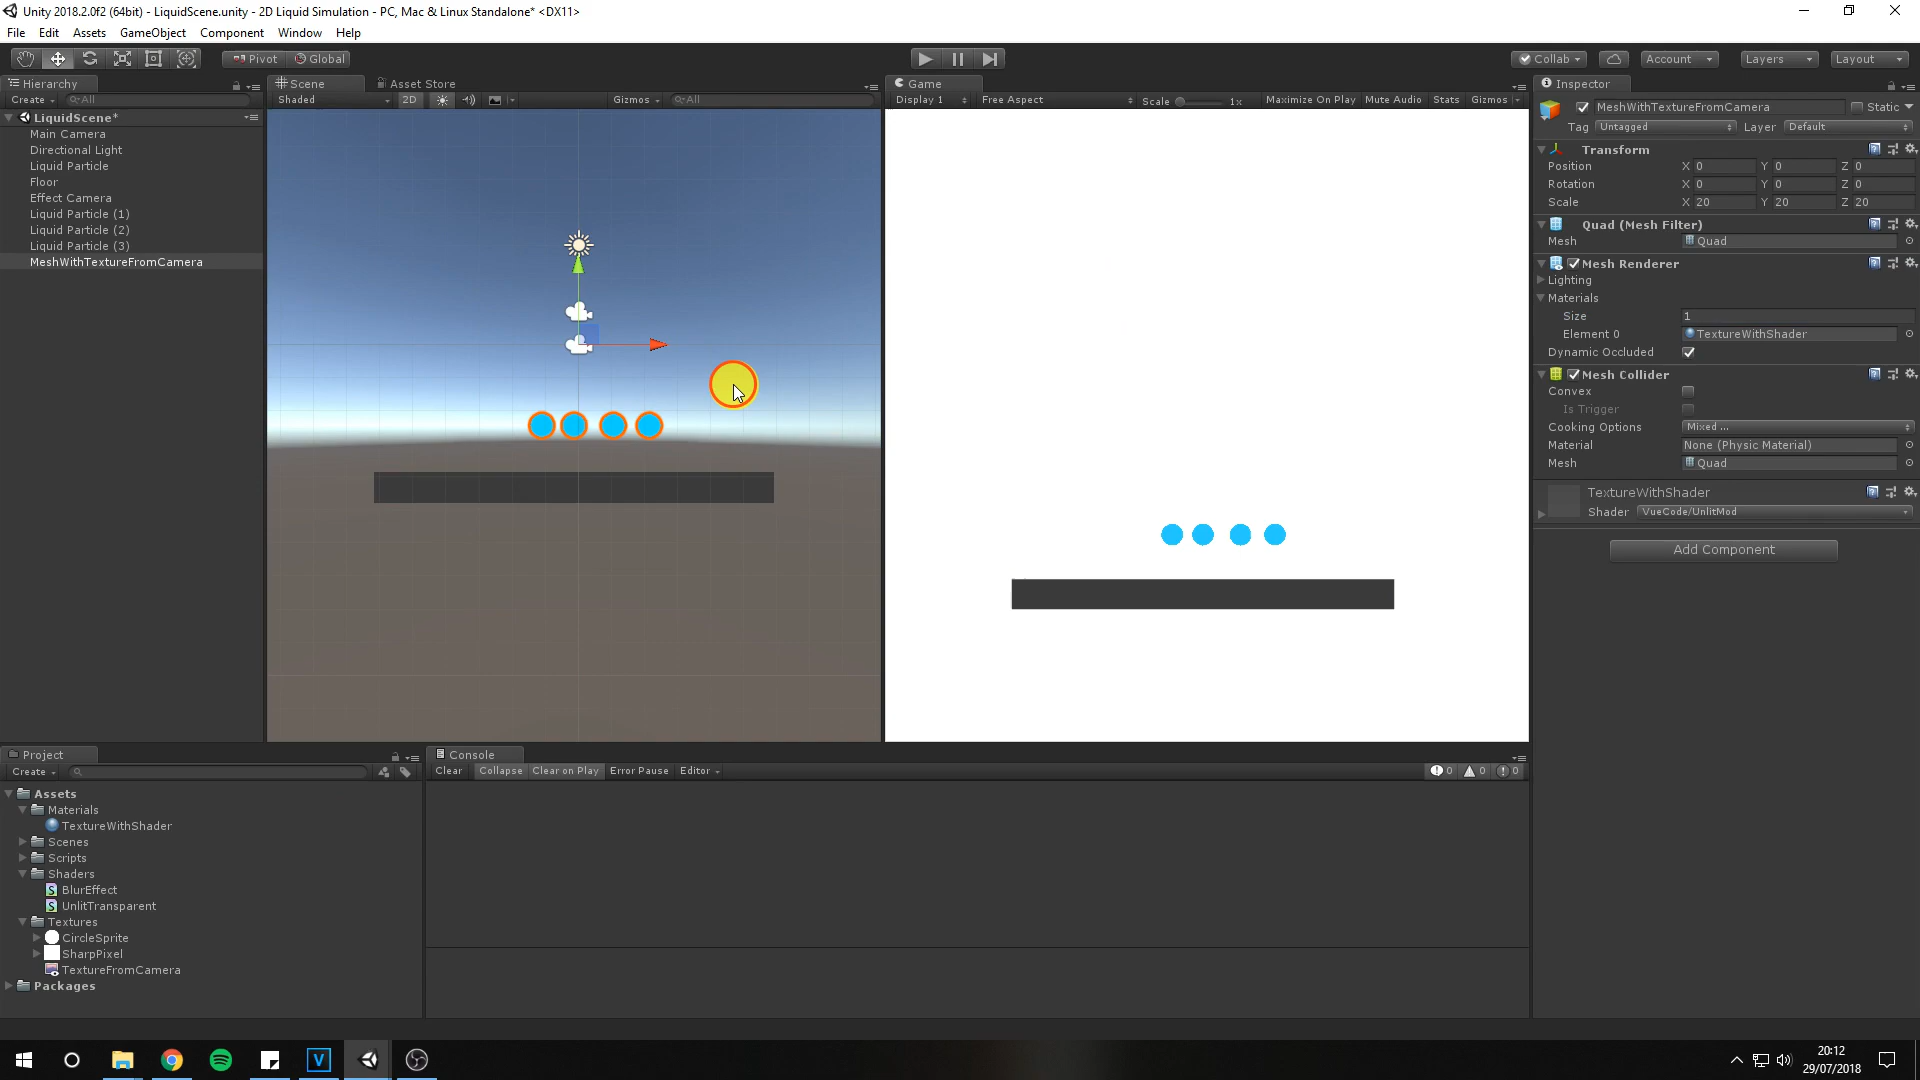 Unity 2018.2.0f2 (64bit) - LiquidScene.unity - 2D Liquid Simulation - PC, Mac & Linux Standalone* <DX11>
File Edit Assets GameObject Component Window Help
Pivot Global Collab Account Layers Layout
Hierarchy
Create All
LiquidScene*
Main Camera
Directional Light
Liquid Particle
Floor
Effect Camera
Liquid Particle (1)
Liquid Particle (2)
Liquid Particle (3)
MeshWithTextureFromCamera
Scene Asset Store
Shaded 2D Gizmos All
Game
Display 1 Free Aspect Scale 1x Maximize On Play Mute Audio Stats Gizmos
Inspector
MeshWithTextureFromCamera Static
Tag Untagged Layer Default
Transform
Position X 0 Y 0 Z 0
Rotation X 0 Y 0 Z 0
Scale X 20 Y 20 Z 20
Quad (Mesh Filter)
Mesh Quad
Mesh Renderer
Lighting
Materials
Size 1
Element 0 TextureWithShader
Dynamic Occluded
Mesh Collider
Convex
Is Trigger
Cooking Options Mixed ...
Material None (Physic Material)
Mesh Quad
TextureWithShader
Shader VueCode/UnlitMod
Add Component
Project
Create
Assets
Materials
TextureWithShader
Scenes
Scripts
Shaders
BlurEffect
UnlitTransparent
Textures
CircleSprite
SharpPixel
TextureFromCamera
Packages
Console
Clear Collapse Clear on Play Error Pause Editor 0 0 0
20:12
29/07/2018